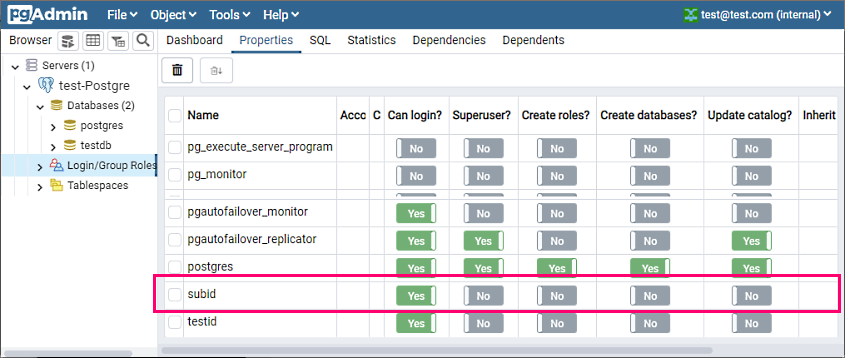 pgAdmin File Object Tools Help test@test.com (internal)
Browser Dashboard Properties SQL Statistics Dependencies Dependents
Servers (1)
test-Postgre
Databases (2)
postgres
testdb
Login/Group Roles
Tablespaces
Name Acco C Can login? Superuser? Create roles? Create databases? Update catalog? Inherit
pg_execute_server_program No No No No No
pg_monitor No No No No No
pgautofailover_monitor Yes No No No No
pgautofailover_replicator Yes Yes No No Yes
postgres Yes Yes Yes Yes Yes
subid Yes No No No No
testid Yes No No No No